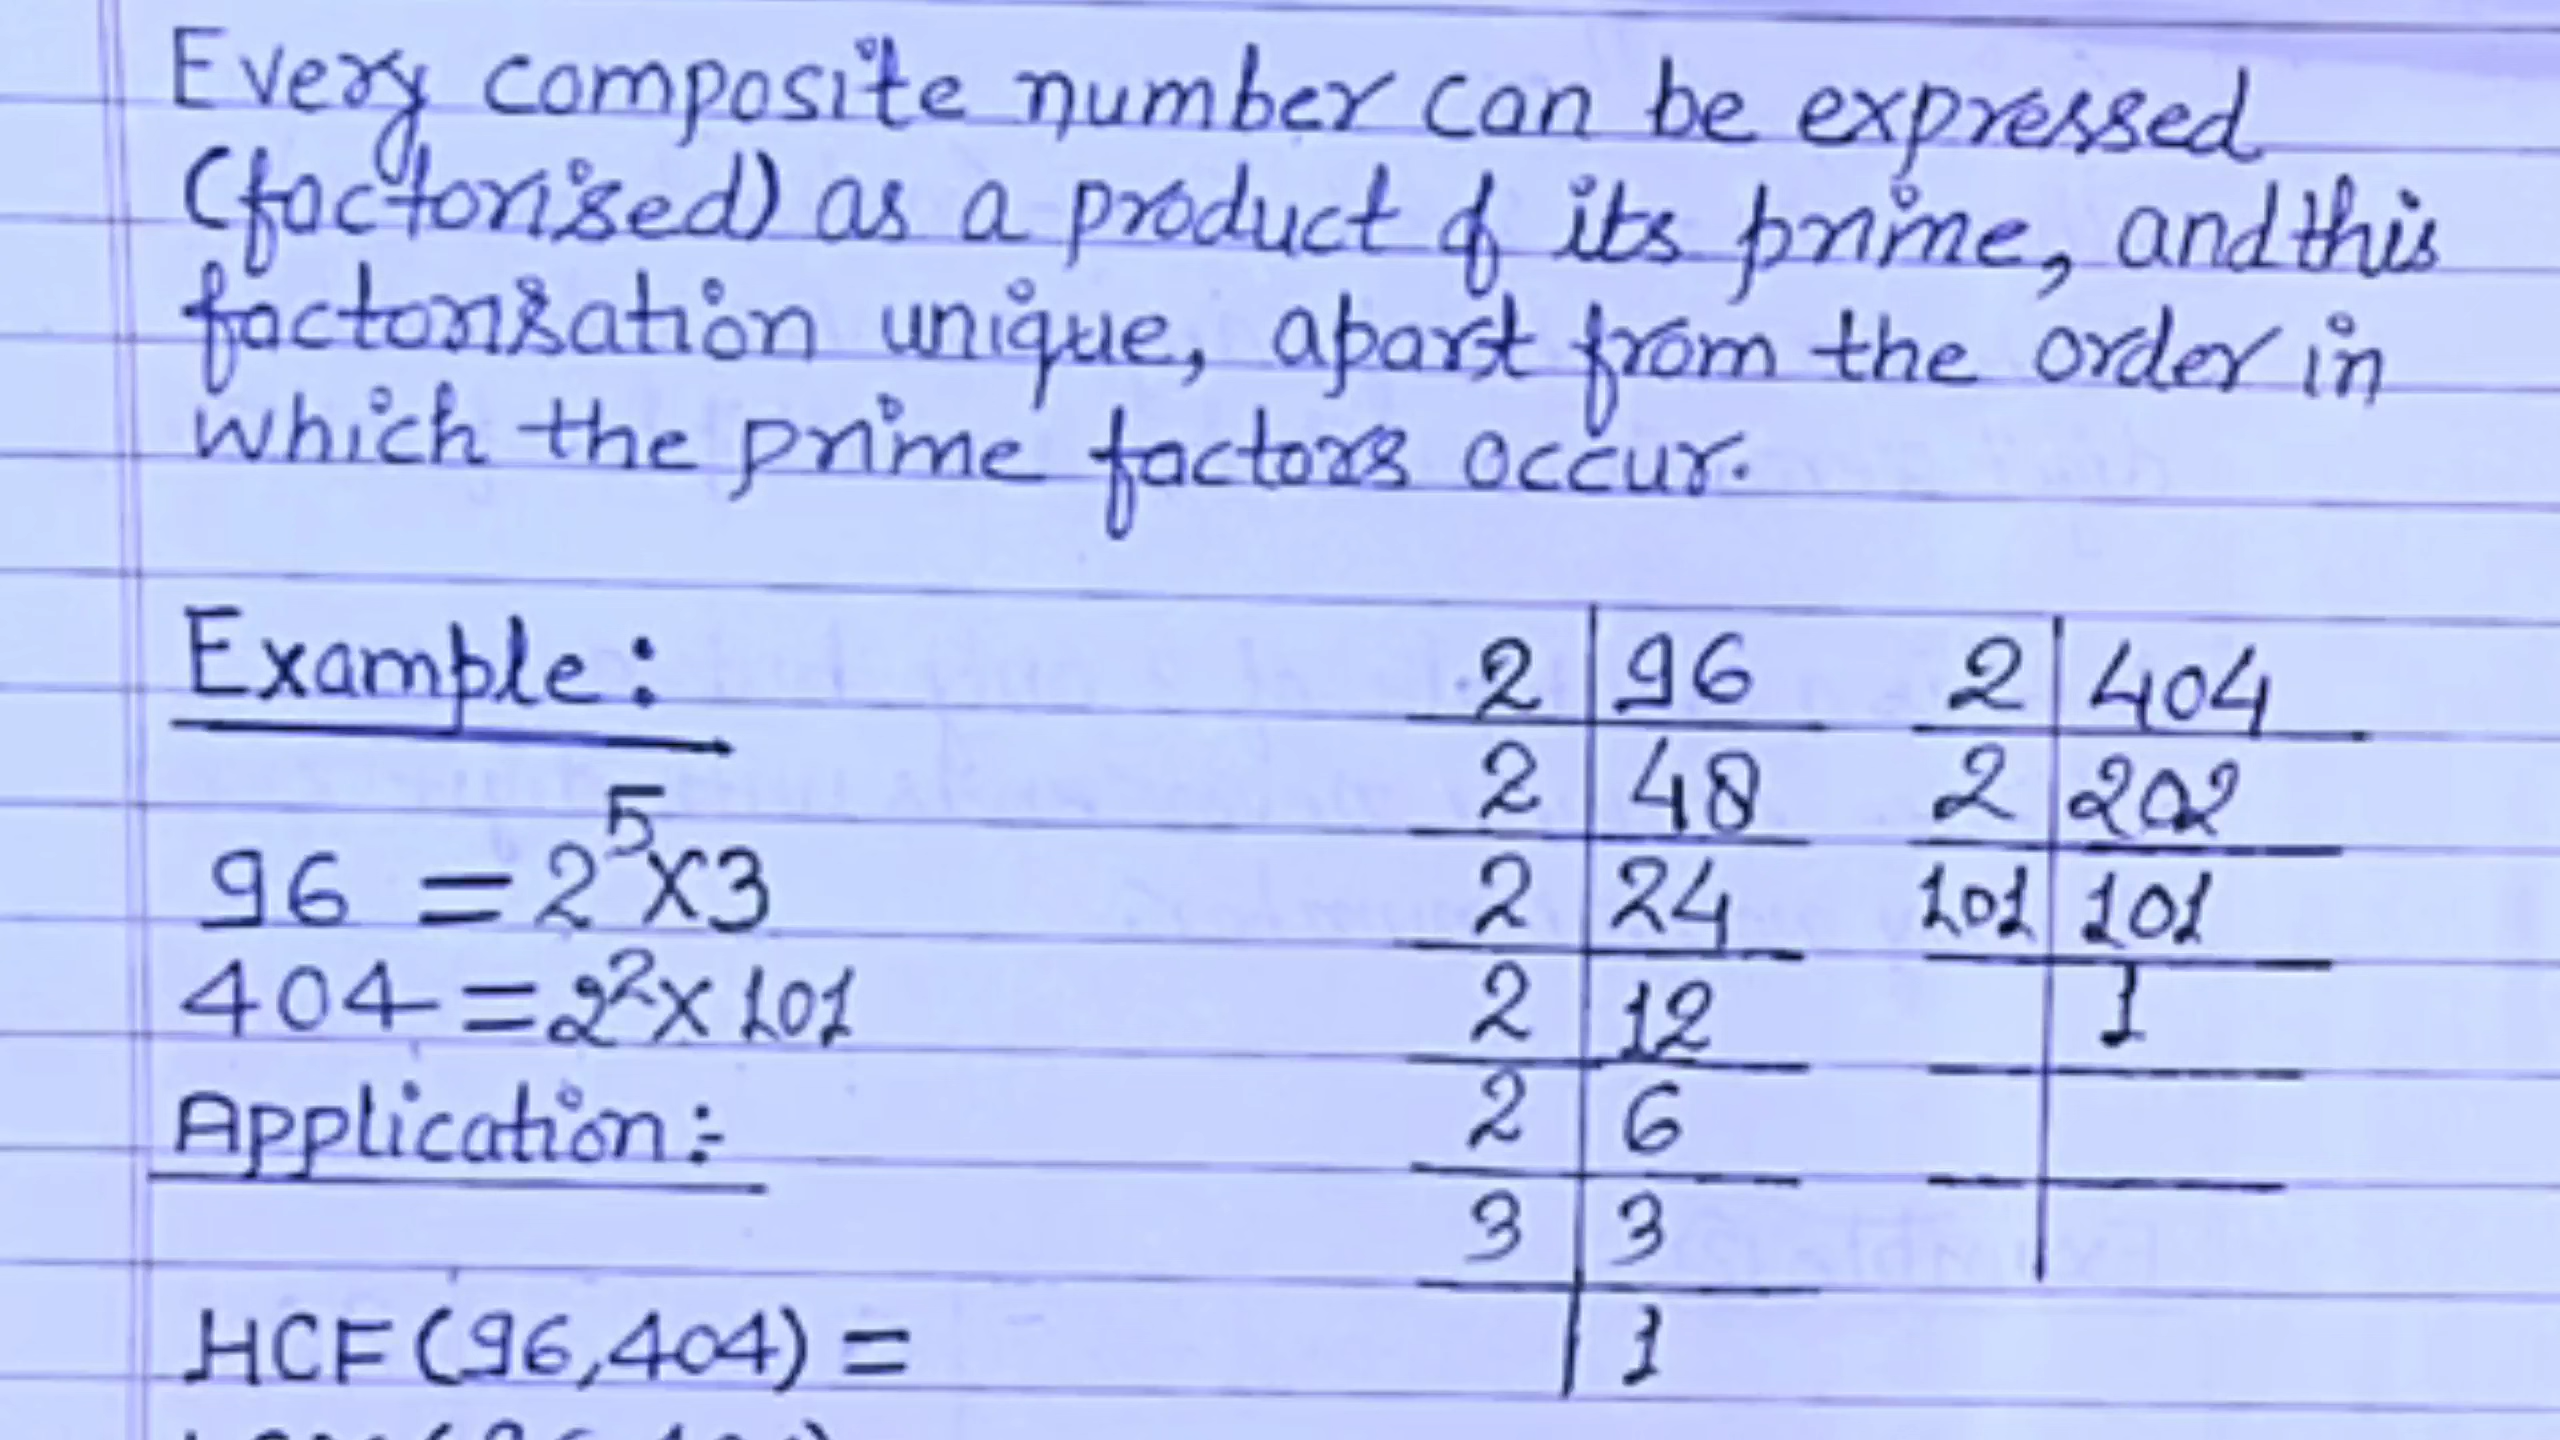 Every composite number can be expressed
(factorised) as a product of its prime, and this
factorisation unique, apart from the order in
which the prime factors occur.
Example:
96 = 2⁵×3
404 = 2²×101
2 | 96
2 | 48
2 | 24
2 | 12
2 | 6
3 | 3
| 1
2 | 404
2 | 202
101 | 101
| 1
Application:-
HCF(96,404) =